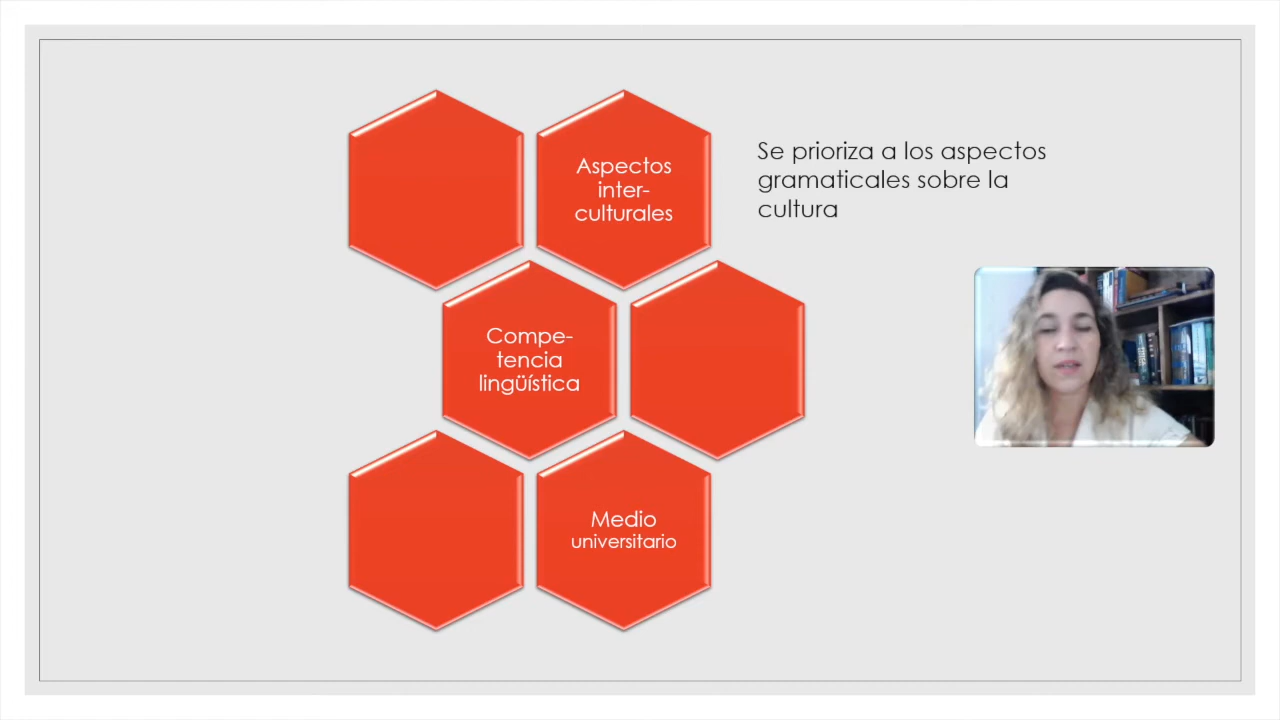 Aspectos
inter-
culturales
Se prioriza a los aspectos
gramaticales sobre la
cultura
Compe-
tencia
lingüística
Medio
universitario